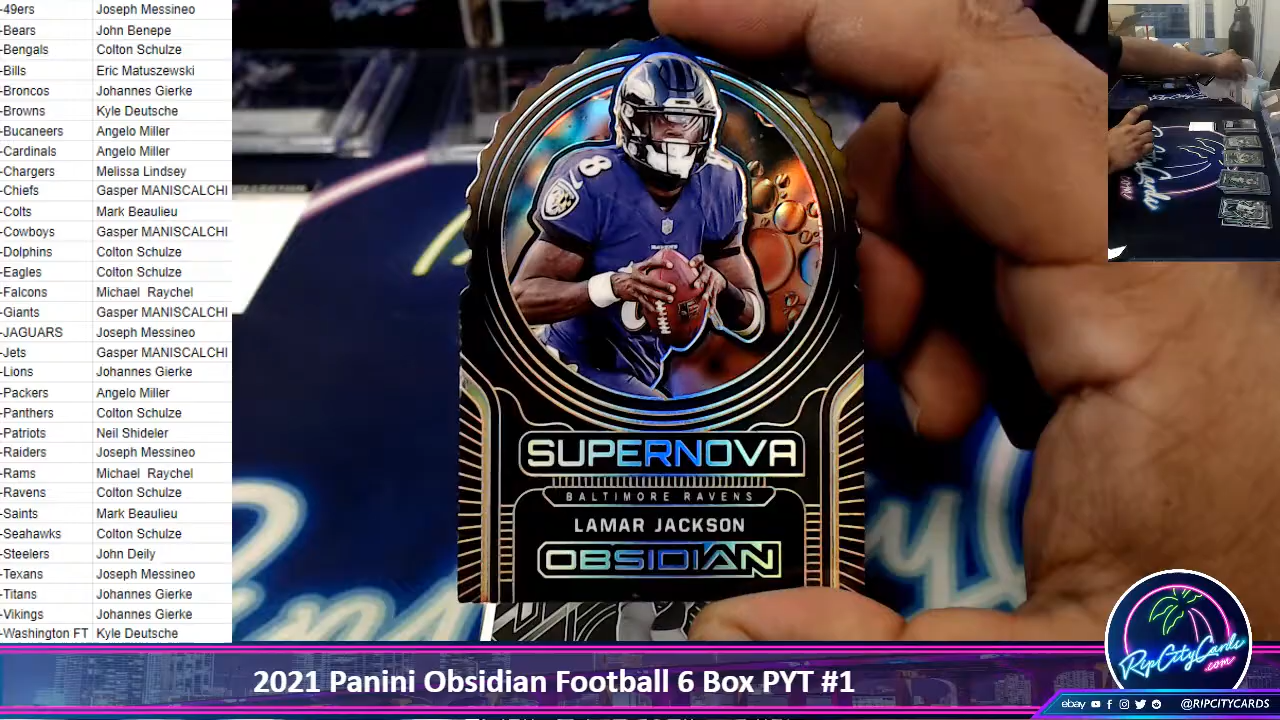 -49ers Joseph Messineo
-Bears John Benepe
-Bengals Colton Schulze
-Bills Eric Matuszewski
-Broncos Johannes Gierke
-Browns Kyle Deutsche
-Bucaneers Angelo Miller
-Cardinals Angelo Miller
-Chargers Melissa Lindsey
-Chiefs Gasper MANISCALCHI
-Colts Mark Beaulieu
-Cowboys Gasper MANISCALCHI
-Dolphins Colton Schulze
-Eagles Colton Schulze
-Falcons Michael Raychel
-Giants Gasper MANISCALCHI
-JAGUARS Joseph Messineo
-Jets Gasper MANISCALCHI
-Lions Johannes Gierke
-Packers Angelo Miller
-Panthers Colton Schulze
-Patriots Neil Shideler
-Raiders Joseph Messineo
-Rams Michael Raychel
-Ravens Colton Schulze
-Saints Mark Beaulieu
-Seahawks Colton Schulze
-Steelers John Deily
-Texans Joseph Messineo
-Titans Johannes Gierke
-Vikings Johannes Gierke
-Washington FT Kyle Deutsche
8
SUPERNOVA
BALTIMORE RAVENS
LAMAR JACKSON
OBSIDIAN
RipCityCards
.com
2021 Panini Obsidian Football 6 Box PYT #1
ebay @RIPCITYCARDS